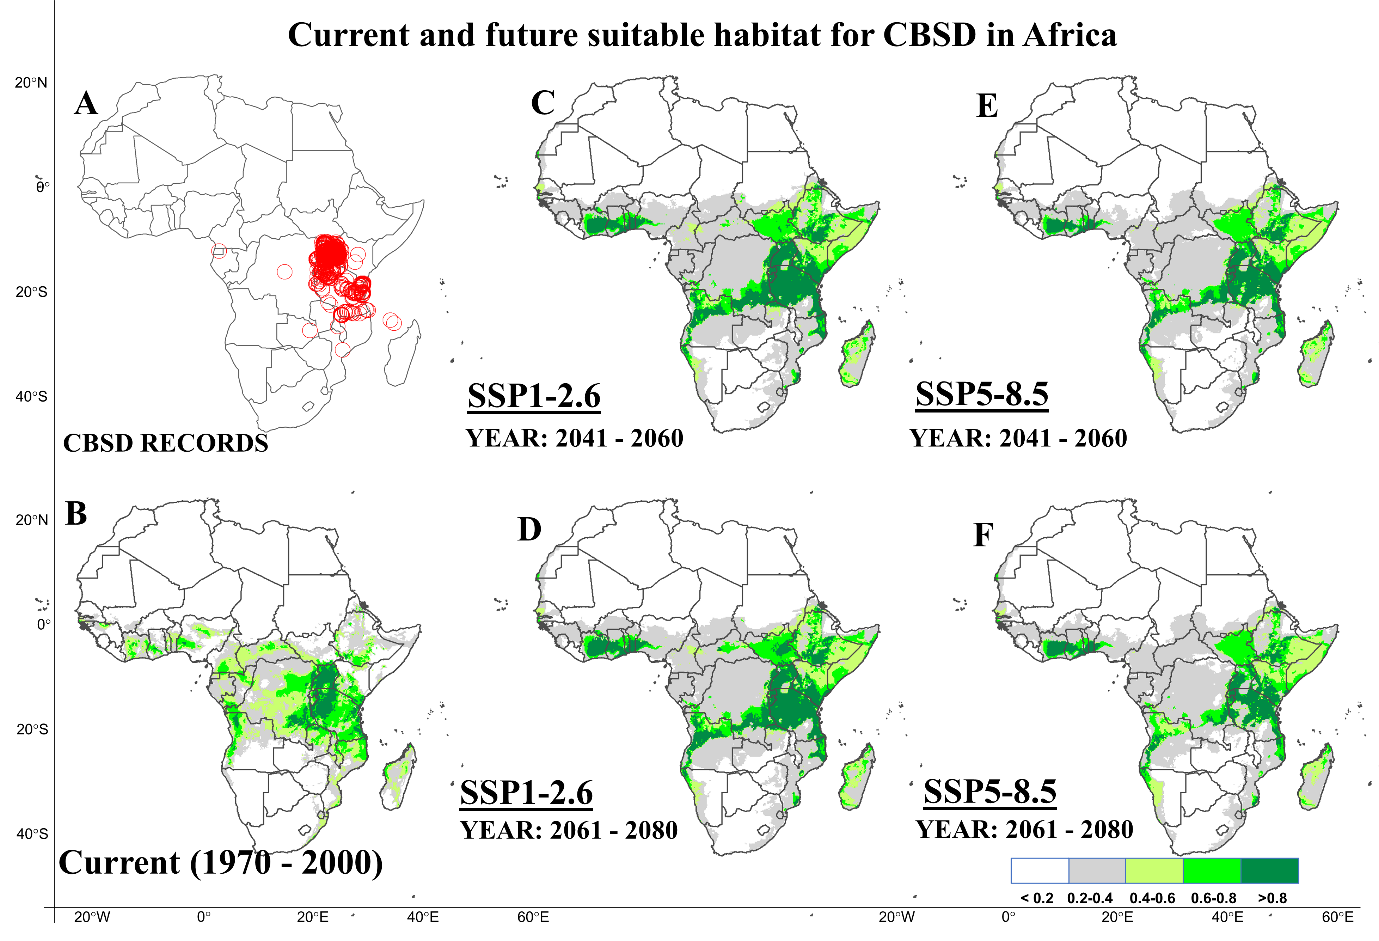 Current and future suitable habitat for CBSD in Africa
20°N
0°
20°S
40°S
A
CBSD RECORDS
C
SSP1-2.6
YEAR: 2041 - 2060
E
SSP5-8.5
YEAR: 2041 - 2060
20°N
0°
20°S
40°S
B
Current (1970 - 2000)
D
SSP1-2.6
YEAR: 2061 - 2080
F
SSP5-8.5
YEAR: 2061 - 2080
< 0.2 0.2-0.4 0.4-0.6 0.6-0.8 >0.8
20°W 0° 20°E 40°E 60°E 20°W 0° 20°E 40°E 60°E